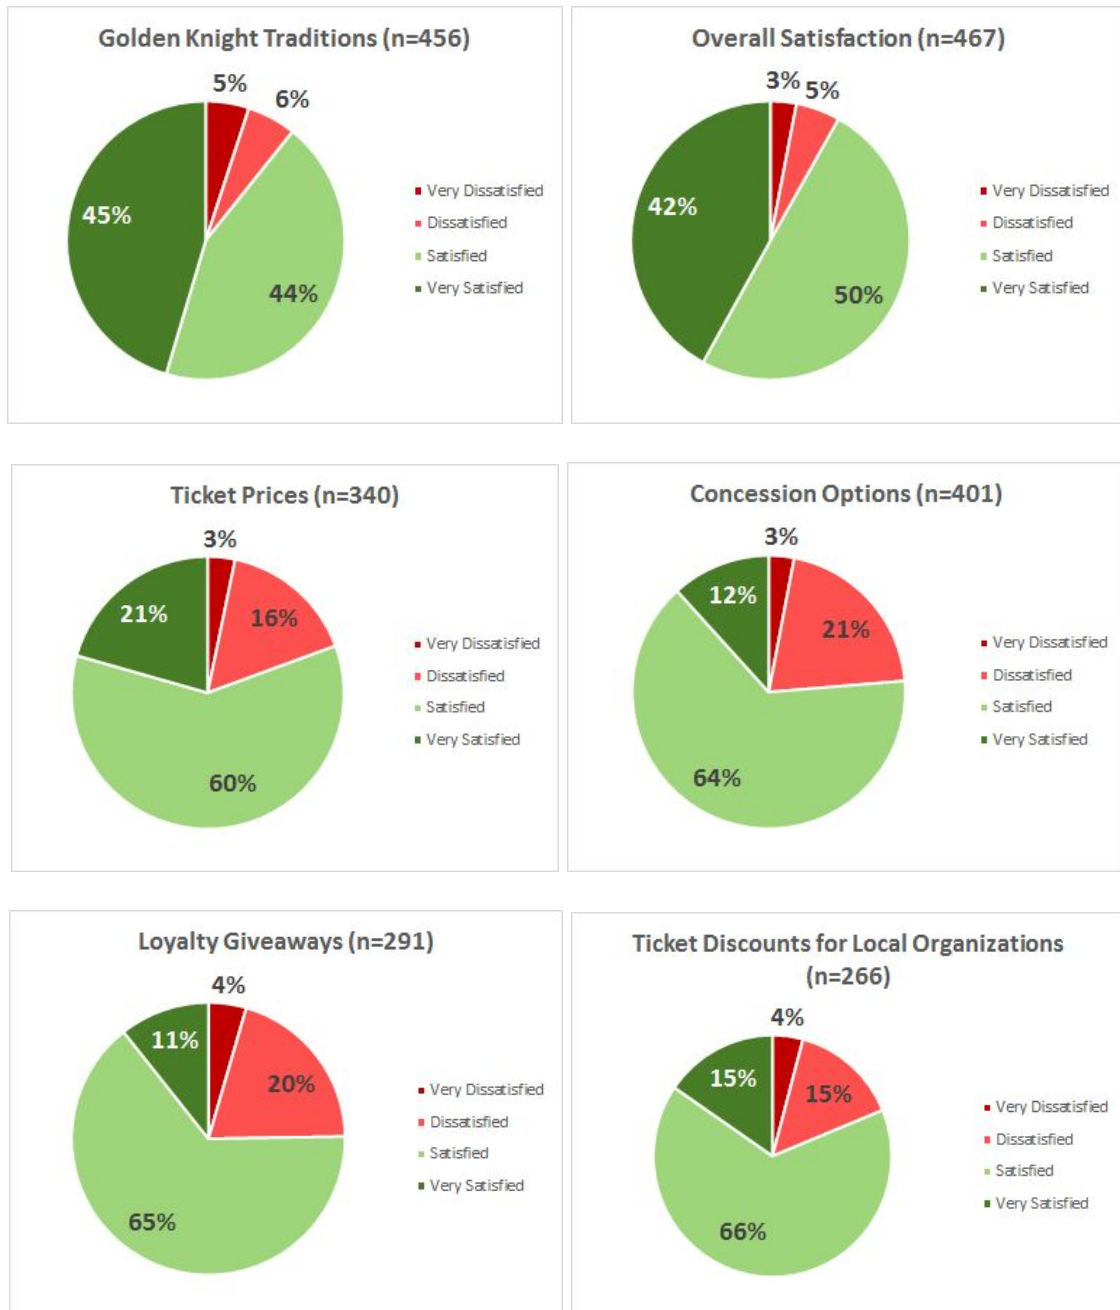 Golden Knight Traditions (n=456)
5%
6%
45%
44%
Very Dissatisfied
Dissatisfied
Satisfied
Very Satisfied
Overall Satisfaction (n=467)
3%
5%
42%
50%
Very Dissatisfied
Dissatisfied
Satisfied
Very Satisfied
Ticket Prices (n=340)
3%
21%
16%
60%
Very Dissatisfied
Dissatisfied
Satisfied
Very Satisfied
Concession Options (n=401)
3%
12%
21%
64%
Very Dissatisfied
Dissatisfied
Satisfied
Very Satisfied
Loyalty Giveaways (n=291)
4%
11%
20%
65%
Very Dissatisfied
Dissatisfied
Satisfied
Very Satisfied
Ticket Discounts for Local Organizations
(n=266)
4%
15%
15%
66%
Very Dissatisfied
Dissatisfied
Satisfied
Very Satisfied